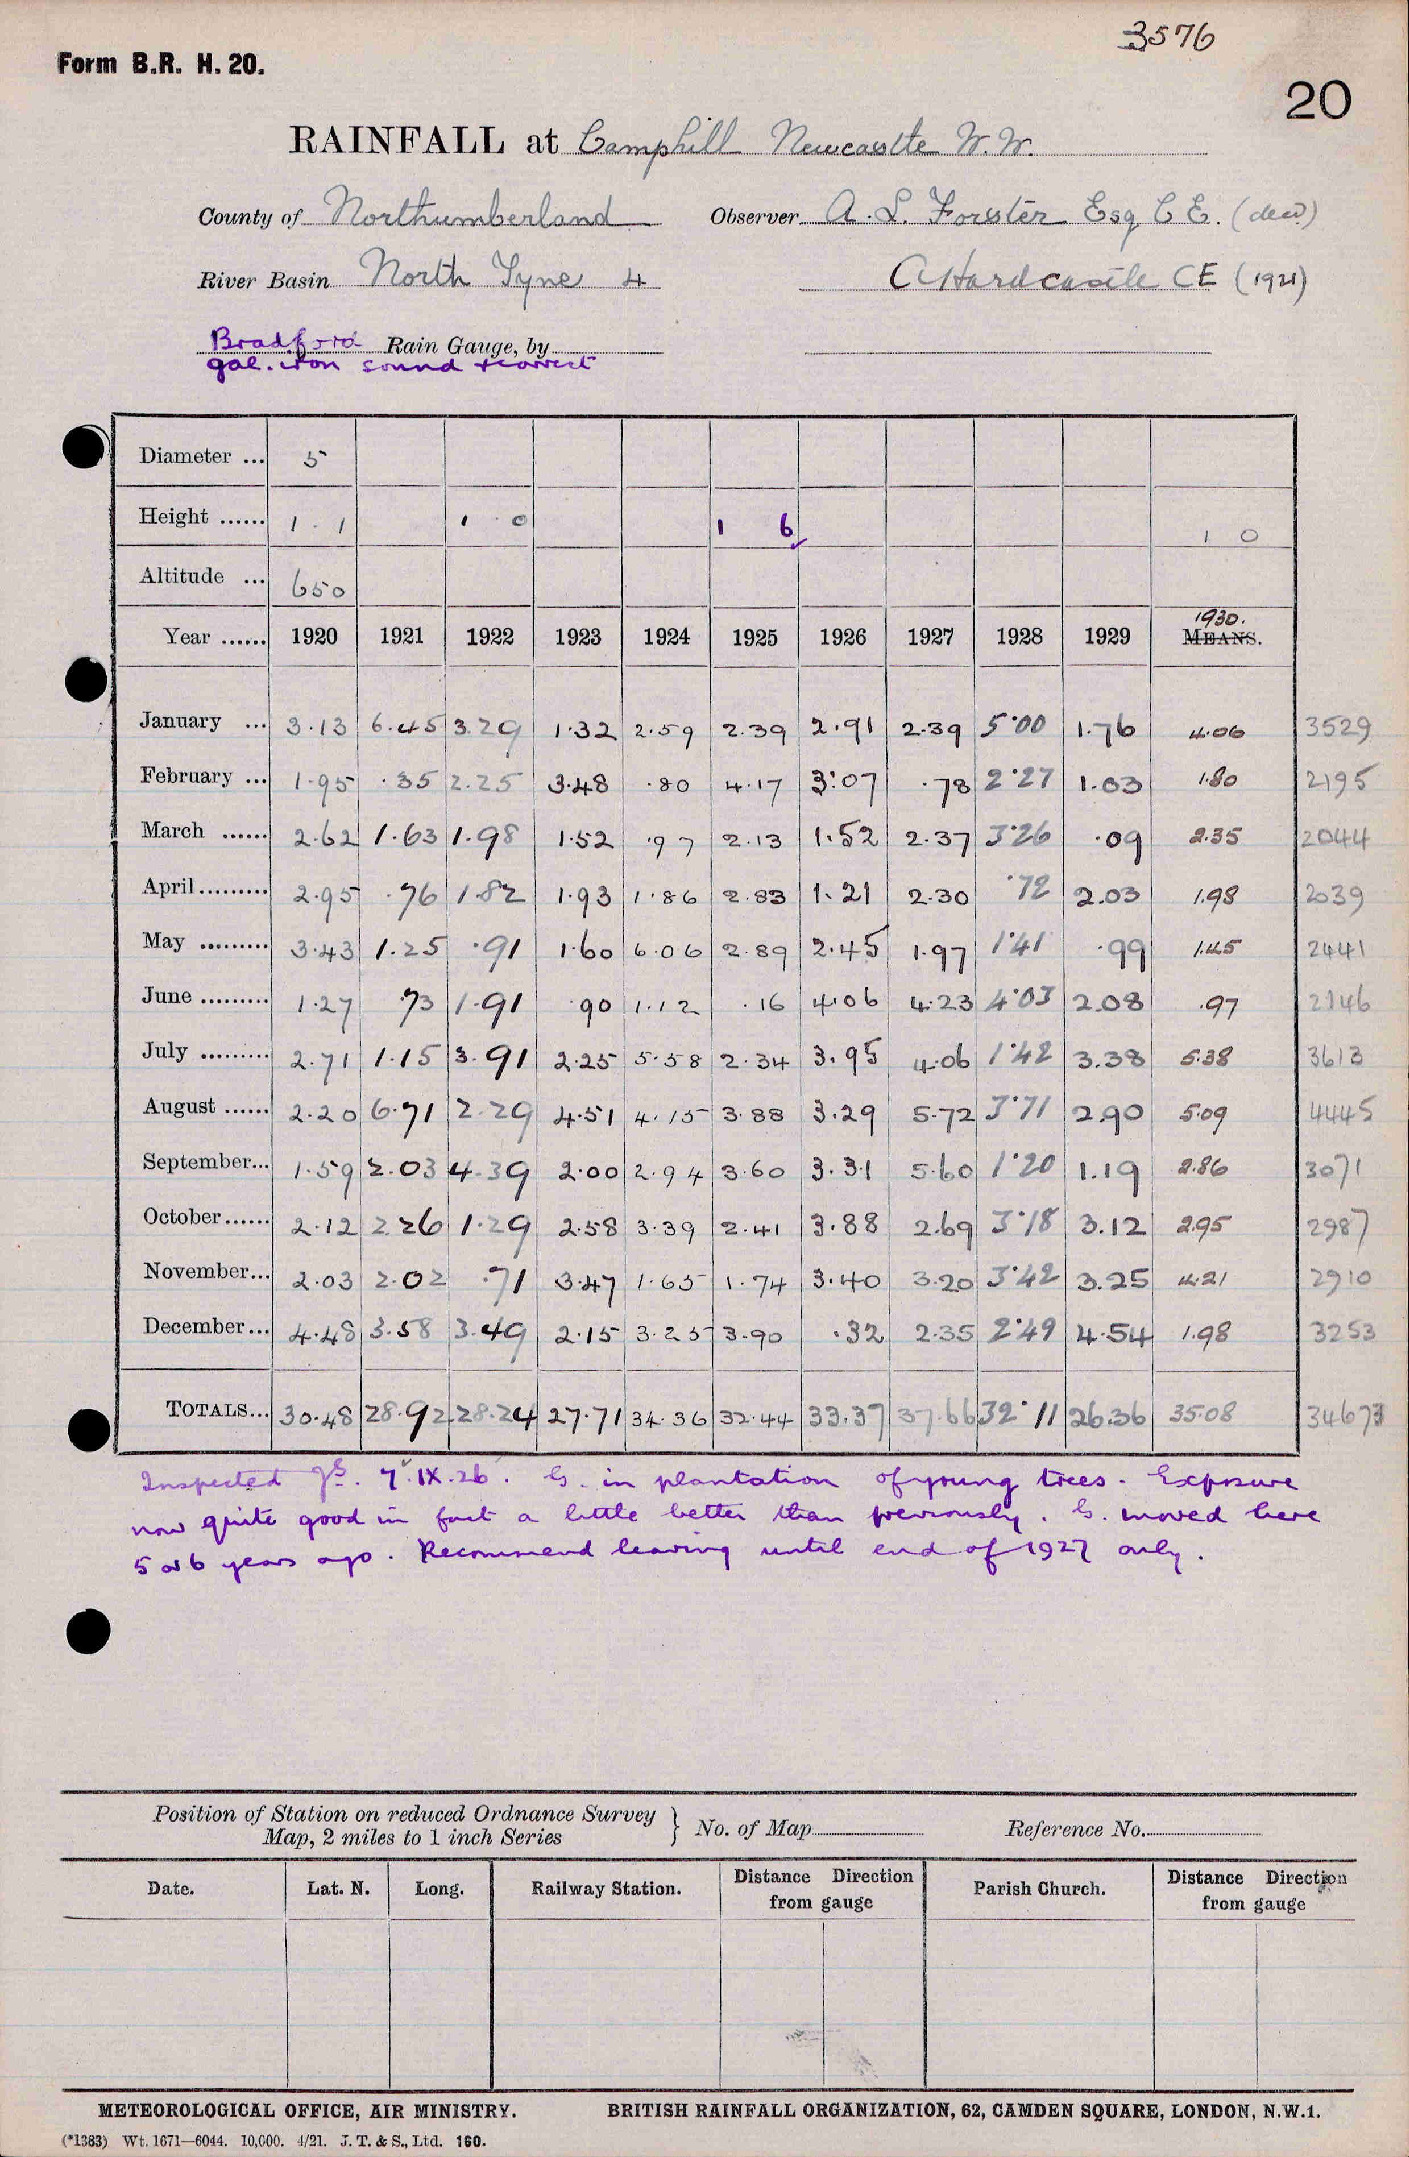 3576
Form B.R. H. 20.
20
RAINFALL at Camphill Newcastle W.W.
County of Northumberland Observer A. L. Forster Esq C E. (decd)
River Basin North Tyne 4 A Hardcastle CE (1921)
Bradford Rain Gauge, by
gal. iron sound & correct
Diameter ... 5
Height ...... 1 . 1 1 . 0 1 6 1 0
Altitude ... 650
1930.
Year ...... 1920 1921 1922 1923 1924 1925 1926 1927 1928 1929 MEANS.
January ... 3.13 6.45 3.29 1.32 2.59 2.39 2.91 2.39 5.00 1.76 4.06 3529
February ... 1.95 .35 2.25 3.48 .80 4.17 3.07 .78 2.27 1.03 1.80 2195
March ...... 2.62 1.63 1.98 1.52 .97 2.13 1.52 2.37 3.26 .09 2.35 2044
April ......... 2.95 .76 1.82 1.93 1.86 2.83 1.21 2.30 .72 2.03 1.98 2039
May ......... 3.43 1.25 .91 1.60 6.06 2.89 2.45 1.97 1.41 .99 1.45 2441
June ......... 1.27 .73 1.91 .90 1.12 .16 4.06 4.23 4.03 2.08 .97 2146
July ......... 2.71 1.15 3.91 2.25 5.58 2.34 3.95 4.06 1.42 3.38 5.38 3613
August ...... 2.20 6.71 2.29 4.51 4.15 3.88 3.29 5.72 3.71 2.90 5.09 4445
September... 1.59 2.03 4.39 2.00 2.94 3.60 3.31 5.60 1.20 1.19 2.86 3071
October ...... 2.12 2.26 1.29 2.58 3.39 2.41 3.88 2.69 3.18 3.12 2.95 2987
November... 2.03 2.02 .71 3.47 1.65 1.74 3.40 3.20 3.42 3.25 4.21 2910
December ... 4.48 3.58 3.49 2.15 3.25 3.90 .32 2.35 2.49 4.54 1.98 3253
TOTALS... 30.48 28.92 28.24 27.71 34.36 32.44 33.37 37.66 32.11 26.36 35.08 34673
Inspected 7.IX.26. G. in plantation of young trees. Exposure
now quite good in fact a little better than previously. G. moved here
5 or 6 years ago. Recommend leaving until end of 1927 only.
Position of Station on reduced Ordnance Survey
Map, 2 miles to 1 inch Series } No. of Map Reference No.
Date. Lat. N. Long. Railway Station. Distance Direction from gauge Parish Church. Distance Direction from gauge
METEOROLOGICAL OFFICE, AIR MINISTRY. BRITISH RAINFALL ORGANIZATION, 62, CAMDEN SQUARE, LONDON, N.W.1.
(*1383) Wt. 1671—6044. 10,000. 4/21. J. T. & S., Ltd. 160.